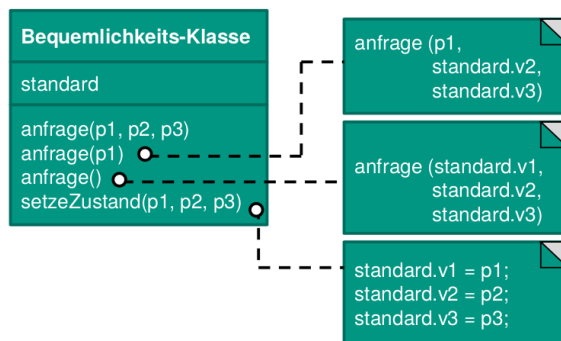 Bequemlichkeits-Klasse
standard
anfrage(p1, p2, p3)
anfrage(p1)
anfrage()
setzeZustand(p1, p2, p3)
anfrage (p1,
standard.v2,
standard.v3)
anfrage (standard.v1,
standard.v2,
standard.v3)
standard.v1 = p1;
standard.v2 = p2;
standard.v3 = p3;